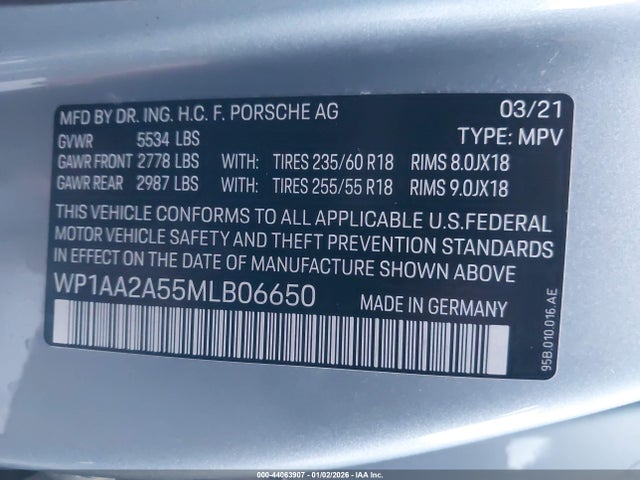 MFD BY DR. ING. H.C. F. PORSCHE AG 03/21
GVWR 5534 LBS TYPE: MPV
GAWR FRONT 2778 LBS WITH: TIRES 235/60 R18 RIMS 8.0JX18
GAWR REAR 2987 LBS WITH: TIRES 255/55 R18 RIMS 9.0JX18
THIS VEHICLE CONFORMS TO ALL APPLICABLE U.S.FEDERAL
MOTOR VEHICLE SAFETY AND THEFT PREVENTION STANDARDS
IN EFFECT ON THE DATE OF MANUFACTURE SHOWN ABOVE
WP1AA2A55MLB06650 MADE IN GERMANY
95B.010.016.AE
000-44063907 - 01/02/2026 - IAA Inc.